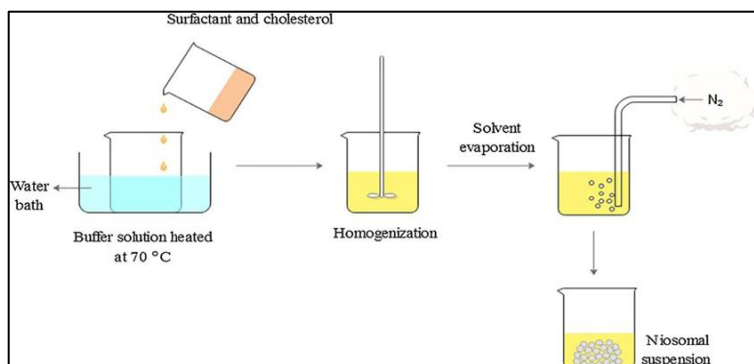 Surfactant and cholesterol
N₂
Solvent
evaporation
Water
bath
Buffer solution heated
at 70 °C
Homogenization
Niosomal
suspension